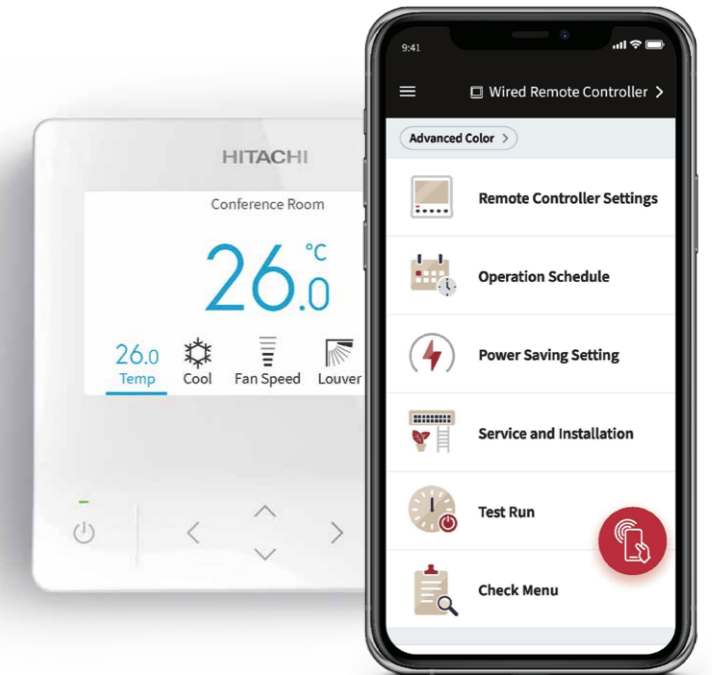 HITACHI
Conference Room
26.0 °C
26.0
Temp Cool Fan Speed Louver
9:41
Wired Remote Controller
Advanced Color
Remote Controller Settings
Operation Schedule
Power Saving Setting
Service and Installation
Test Run
Check Menu